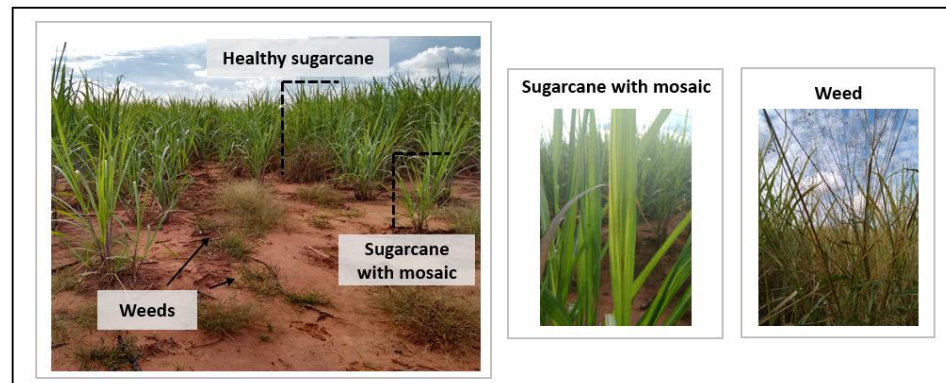 Healthy sugarcane
Sugarcane
with mosaic
Weeds
Sugarcane with mosaic
Weed